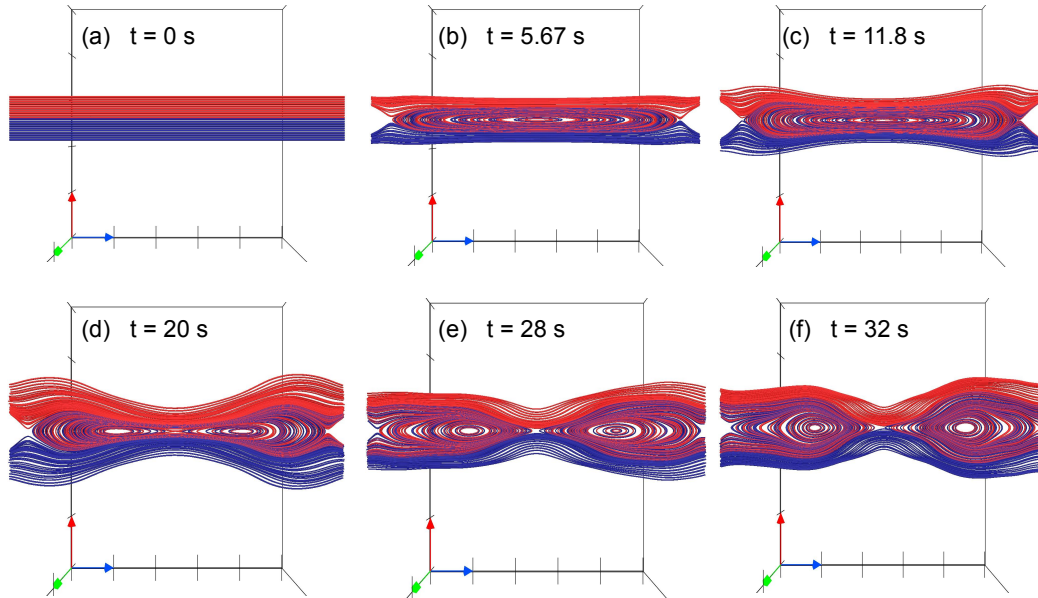 (a) t = 0 s
(b) t = 5.67 s
(c) t = 11.8 s
(d) t = 20 s
(e) t = 28 s
(f) t = 32 s